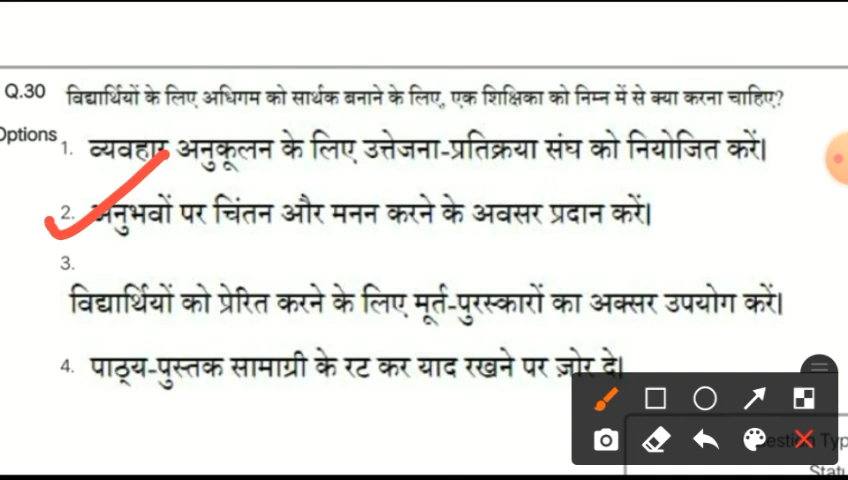 Q.30 विद्यार्थियों के लिए अधिगम को सार्थक बनाने के लिए, एक शिक्षिका को निम्न में से क्या करना चाहिए?
Options 1. व्यवहार अनुकूलन के लिए उत्तेजना-प्रतिक्रया संघ को नियोजित करें।
2. अनुभवों पर चिंतन और मनन करने के अवसर प्रदान करें।
3.
विद्यार्थियों को प्रेरित करने के लिए मूर्त-पुरस्कारों का अक्सर उपयोग करें।
4. पाठ्य-पुस्तक सामाग्री के रट कर याद रखने पर ज़ोर दे।